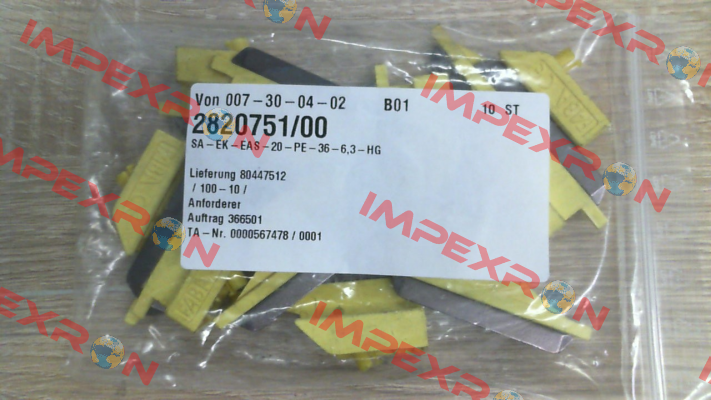 Von 007-30-04-02 B01 10 ST
2820751/00
SA-EK-EAS-20-PE-36-6,3-HG
Lieferung 80447512
/ 100-10 /
Anforderer
Auftrag 366501
TA-Nr. 0000567478 / 0001
IMPEXRON
IMPEXRON
IMPEXRON
IMPEXRON
IMPEXRON
IMPEXRON